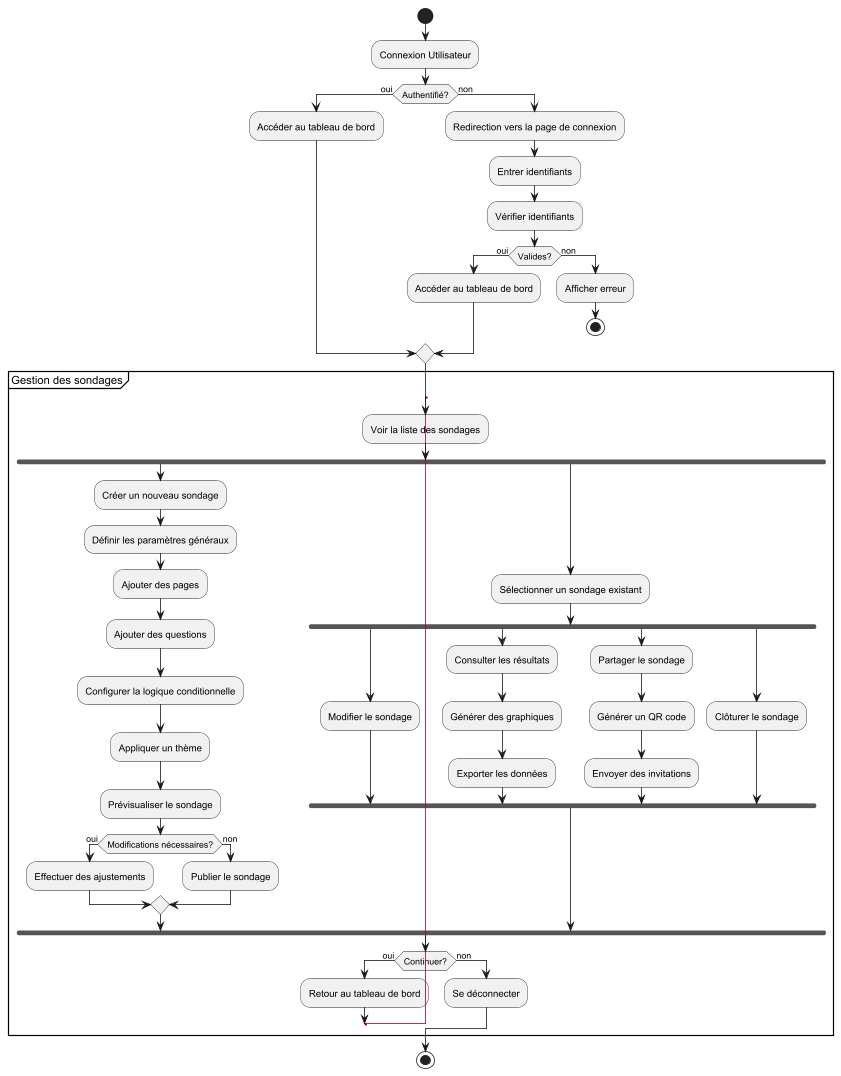 Connexion Utilisateur
oui
Authentifié?
non
Accéder au tableau de bord
Redirection vers la page de connexion
Entrer identifiants
Vérifier identifiants
oui
Valides?
non
Accéder au tableau de bord
Afficher erreur
Gestion des sondages
Voir la liste des sondages
Créer un nouveau sondage
Définir les paramètres généraux
Ajouter des pages
Sélectionner un sondage existant
Ajouter des questions
Consulter les résultats
Partager le sondage
Configurer la logique conditionnelle
Modifier le sondage
Générer des graphiques
Générer un QR code
Clôturer le sondage
Appliquer un thème
Exporter les données
Envoyer des invitations
Prévisualiser le sondage
oui
Modifications nécessaires?
non
Effectuer des ajustements
Publier le sondage
oui
Continuer?
non
Retour au tableau de bord
Se déconnecter